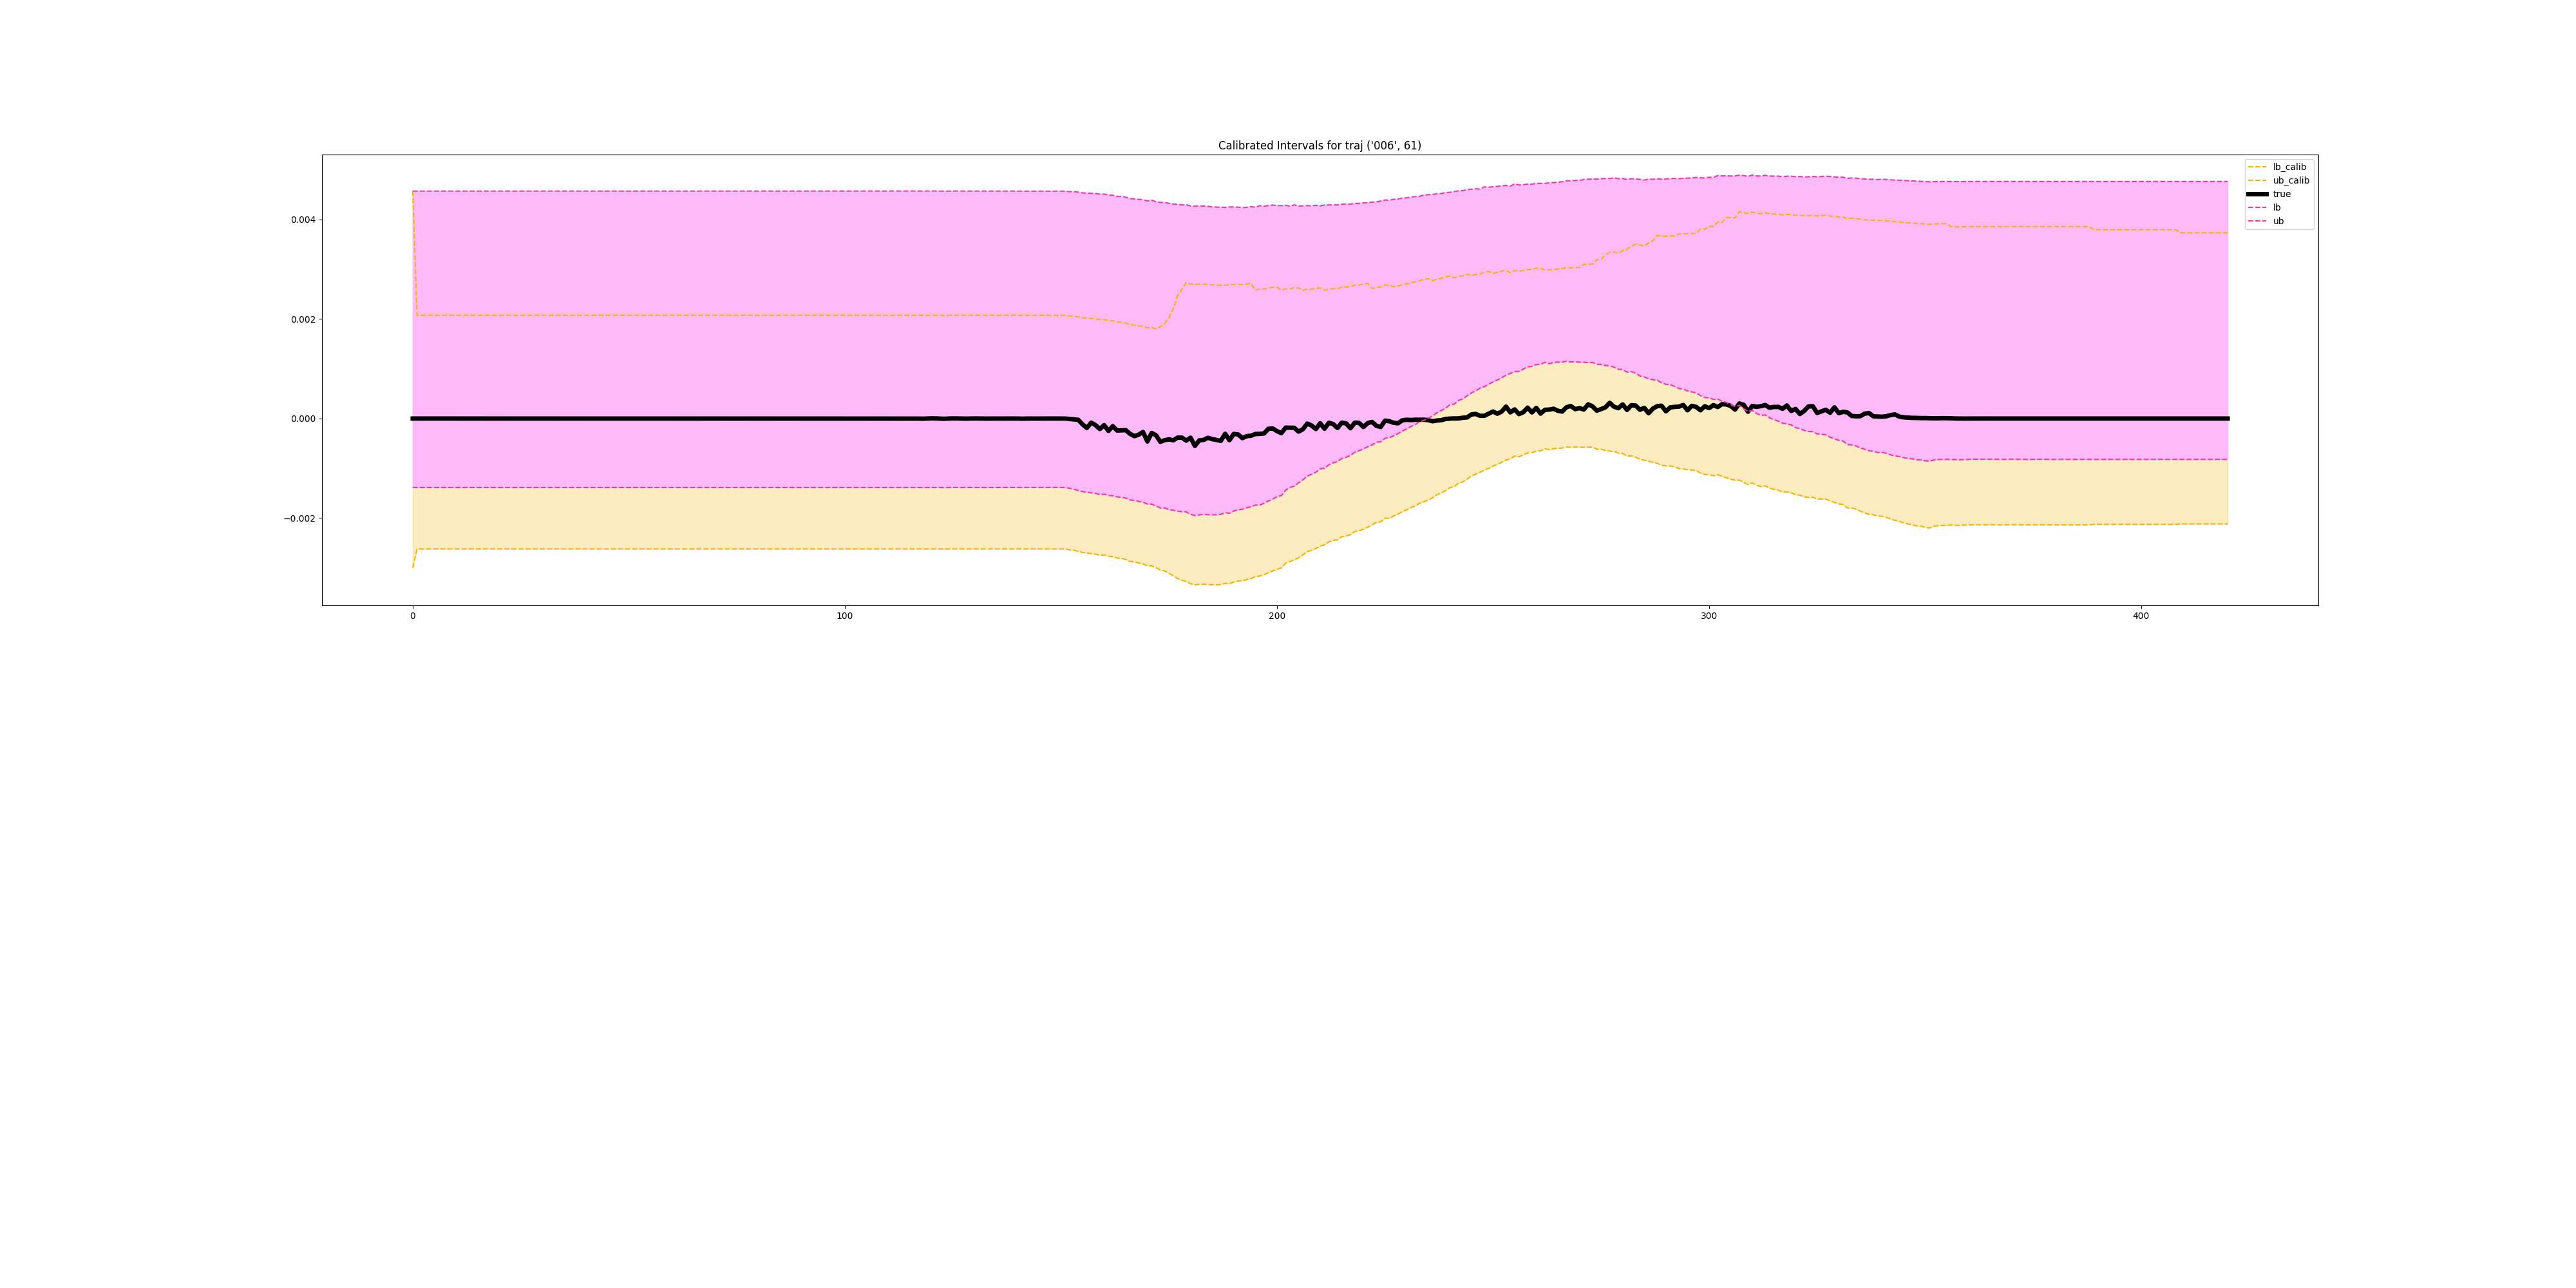 Calibrated Intervals for traj ('006', 61)
lb_calib
ub_calib
true
lb
ub
0.004
0.002
0.000
−0.002
0 100 200 300 400